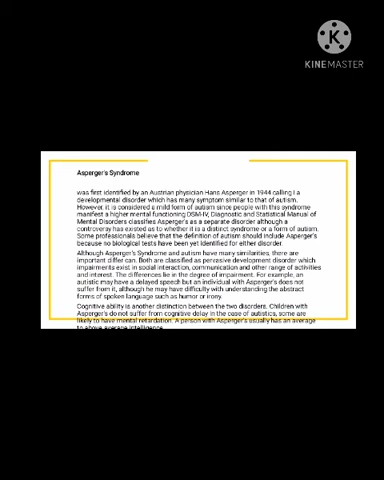 KINEMASTER
Asperger's Syndrome
was first identified by an Austrian physician Hans Asperger in 1944 calling I a
developmental disorder which has many symptom similar to that of autism.
However, it is considered a mild form of autism since people with this syndrome
manifest a higher mental functioning DSM-IV, Diagnostic and Statistical Manual of
Mental Disorders classifies Asperger's as a separate disorder although a
controversy has existed as to whether it is a distinct syndrome or a form of autism.
Some professionals believe that the definition of autism should include Asperger's
because no biological tests have been yet identified for either disorder.
Although Asperger's Syndrome and autism have many similarities, there are
important differ can. Both are classified as pervasive development disorder which
impairments exist in social interaction, communication and other range of activities
and interest. The differences lie in the degree of impairment. For example, an
autistic may have a delayed speech but an individual with Asperger's does not
suffer from it, although he may have difficulty with understanding the abstract
forms of spoken language such as humor or irony.
Cognitive ability is another distinction between the two disorders. Children with
Asperger's do not suffer from cognitive delay in the case of autistics, some are
likely to have mental retardation. A person with Asperger's usually has an average
to above average intelligence.